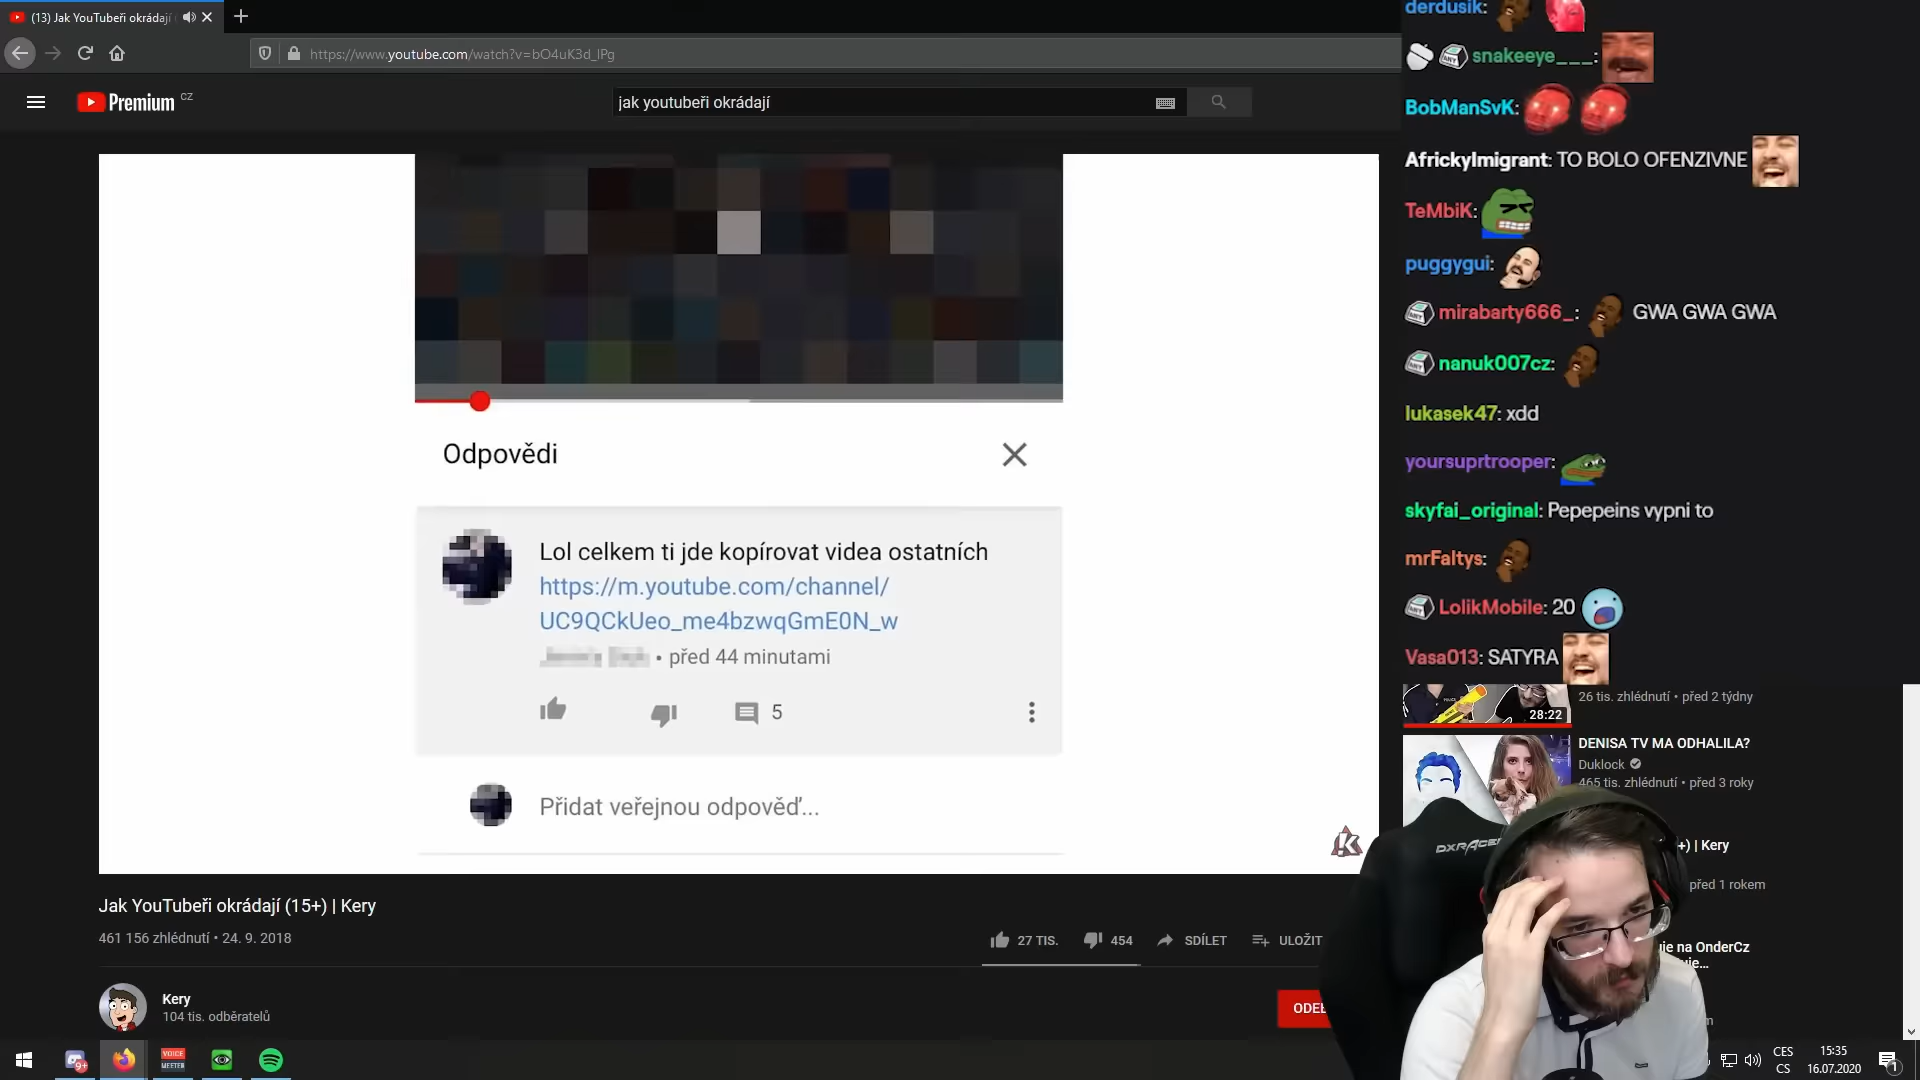 (13) Jak YouTubeři okrádají
https://www.youtube.com/watch?v=bO4uK3d_lPg
Premium CZ
jak youtubeři okrádají
Odpovědi
Lol celkem ti jde kopírovat videa ostatních
https://m.youtube.com/channel/
UC9QCkUeo_me4bzwqGmE0N_w
• před 44 minutami
5
Přidat veřejnou odpověď...
Jak YouTubeři okrádají (15+) | Kery
461 156 zhlédnutí • 24. 9. 2018
27 TIS.
454
SDÍLET
ULOŽIT
Kery
104 tis. odběratelů
derdusik:
snakeeye___:
BobManSvK:
AfrickyImigrant: TO BOLO OFENZIVNE
TeMbiK:
puggygui:
mirabarty666_: GWA GWA GWA
nanuk007cz:
lukasek47: xdd
yoursuprtrooper:
skyfai_original: Pepepeins vypni to
mrFaltys:
LolikMobile: 20
Vasa013: SATYRA
26 tis. zhlédnutí • před 2 týdny
28:22
DENISA TV MA ODHALILA?
Duklock
465 tis. zhlédnutí • před 3 roky
+) | Kery
před 1 rokem
na OnderCz
DXRACER
VOICE
MEETER
9+
CES
CS
15:35
16.07.2020
1